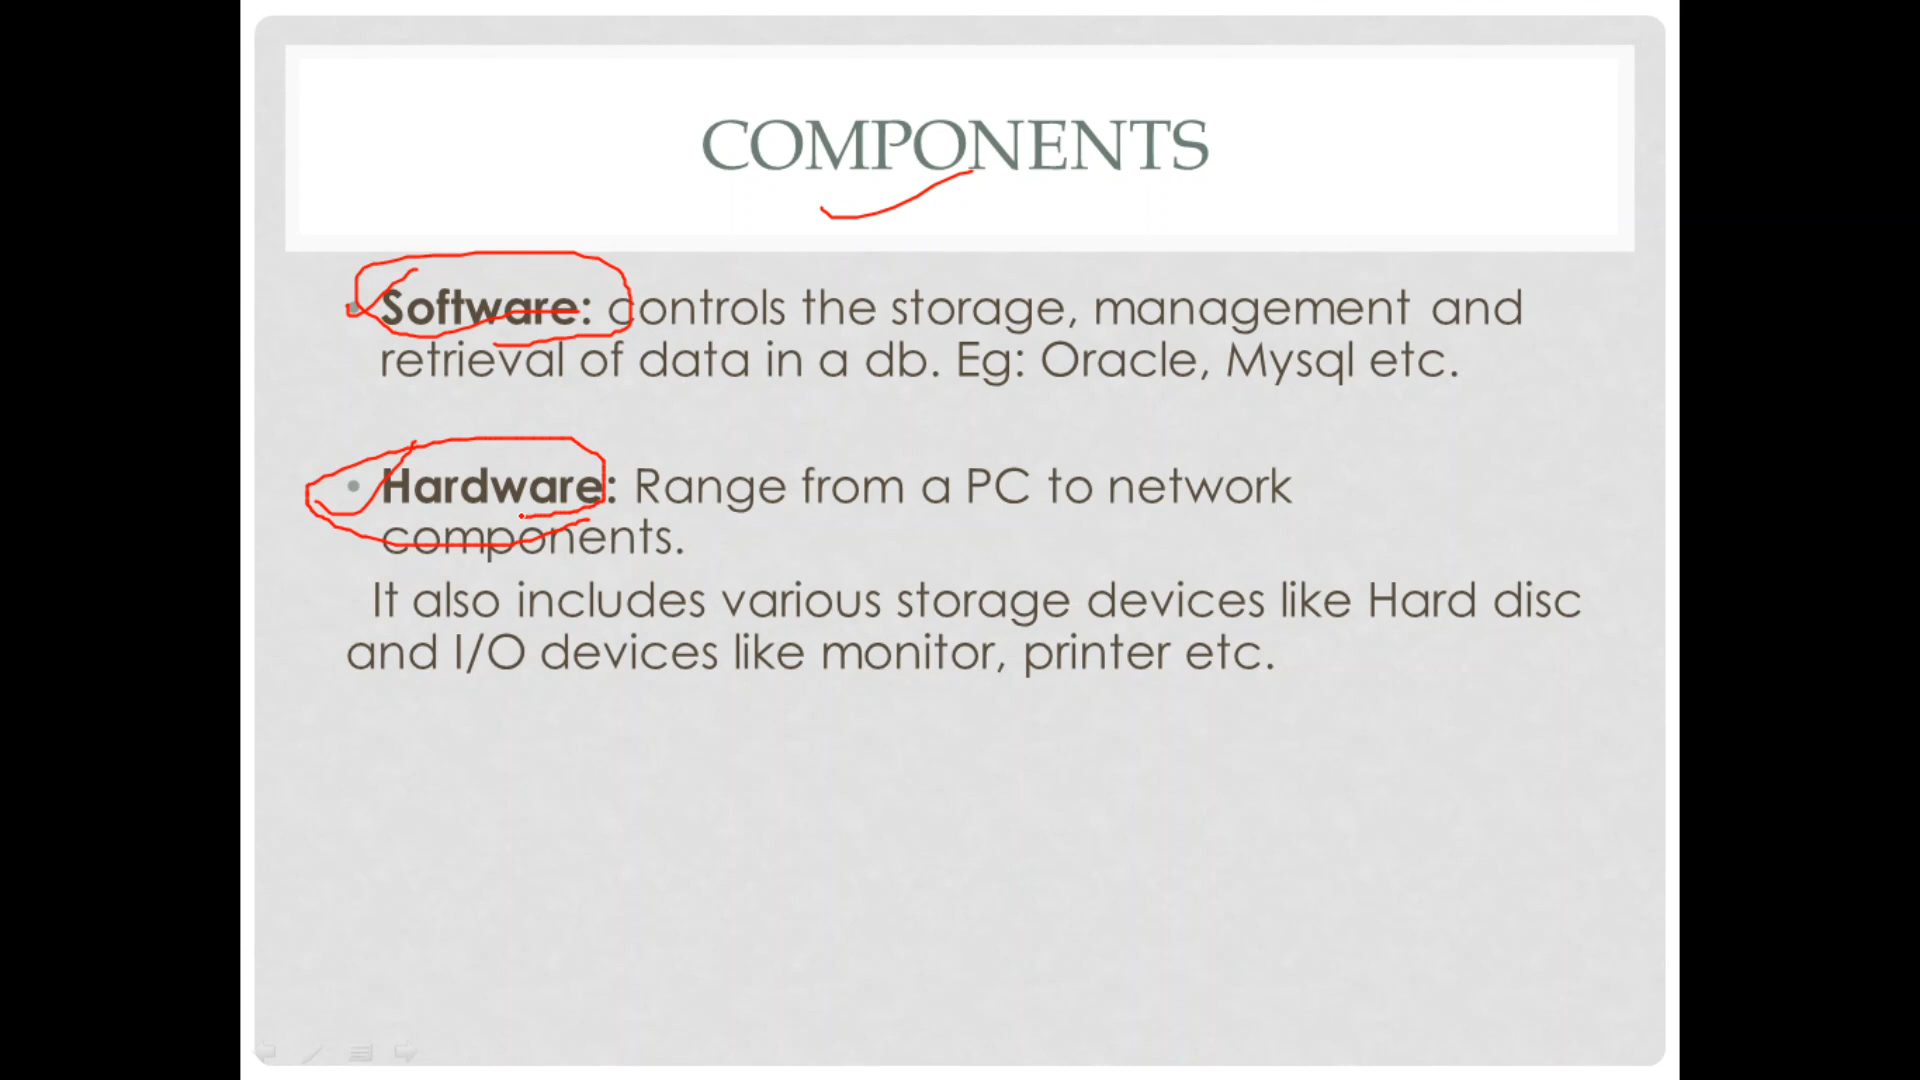 COMPONENTS
• Software: controls the storage, management and
retrieval of data in a db. Eg: Oracle, Mysql etc.
• Hardware: Range from a PC to network
components.
It also includes various storage devices like Hard disc
and I/O devices like monitor, printer etc.